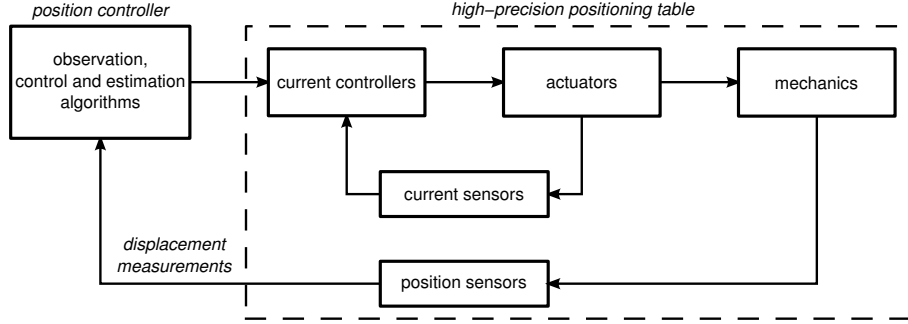 position controller
high-precision positioning table
observation,
control and estimation
algorithms
current controllers
actuators
mechanics
current sensors
displacement
measurements
position sensors